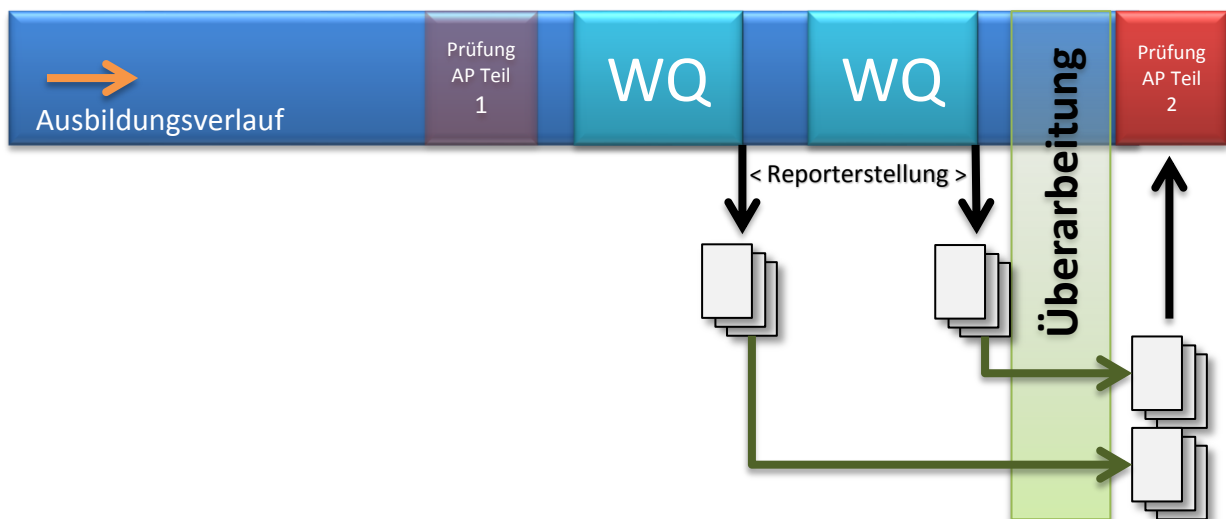 Ausbildungsverlauf
Prüfung
AP Teil
1
WQ
WQ
Überarbeitung
Prüfung
AP Teil
2
< Reporterstellung >